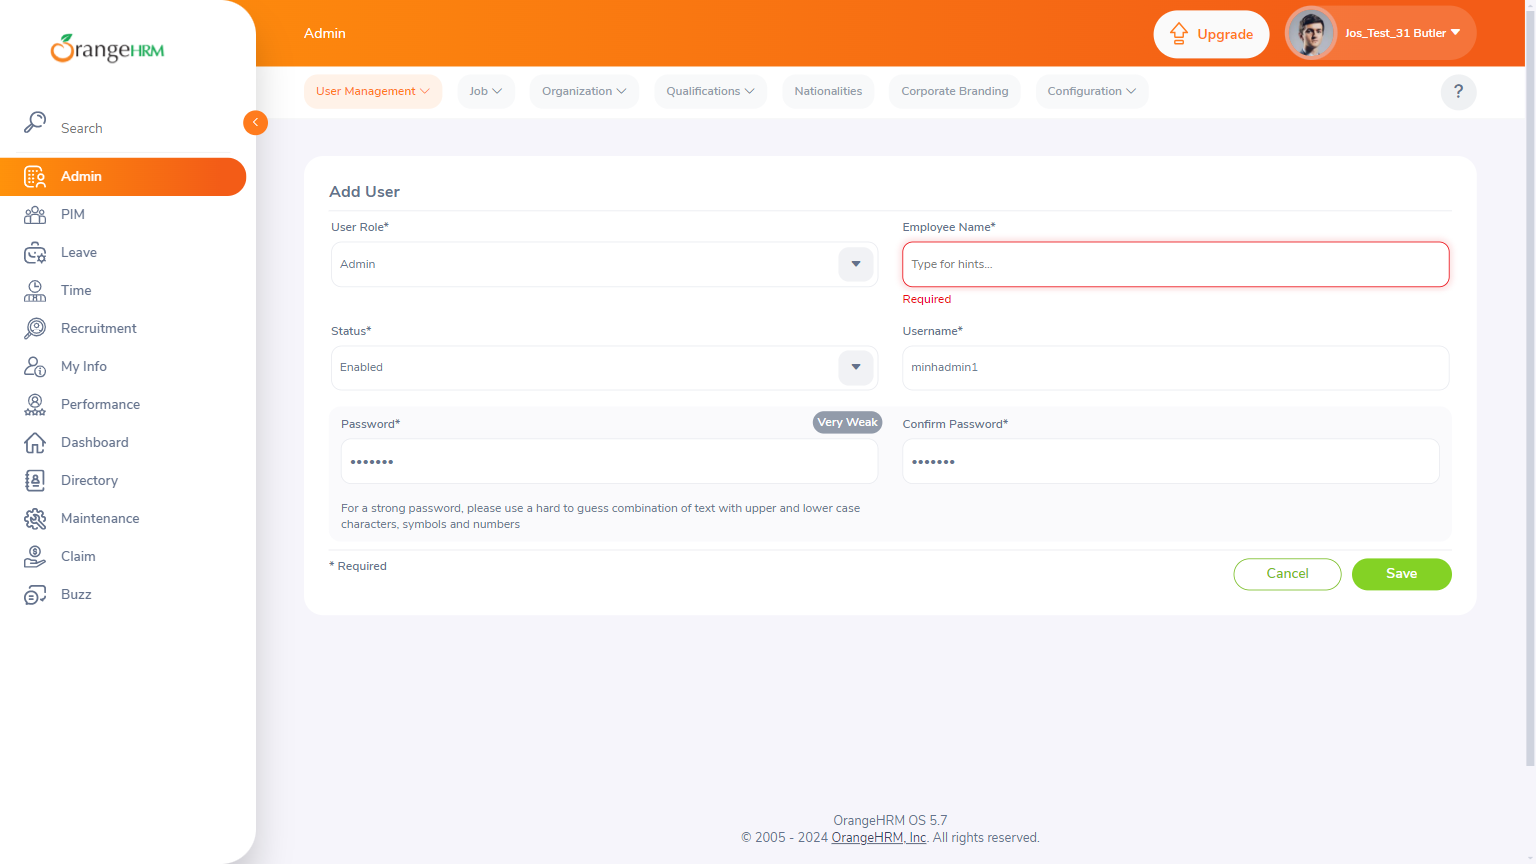 OrangeHRM
Admin
Upgrade
Jos_Test_31 Butler
User Management
Job
Organization
Qualifications
Nationalities
Corporate Branding
Configuration
?
Search
Admin
PIM
Leave
Time
Recruitment
My Info
Performance
Dashboard
Directory
Maintenance
Claim
Buzz
Add User
User Role*
Employee Name*
Admin
Type for hints...
Required
Status*
Username*
Enabled
minhadmin1
Password*
Very Weak
Confirm Password*
•••••••
•••••••
For a strong password, please use a hard to guess combination of text with upper and lower case
characters, symbols and numbers
* Required
Cancel
Save
OrangeHRM OS 5.7
© 2005 - 2024 OrangeHRM, Inc. All rights reserved.